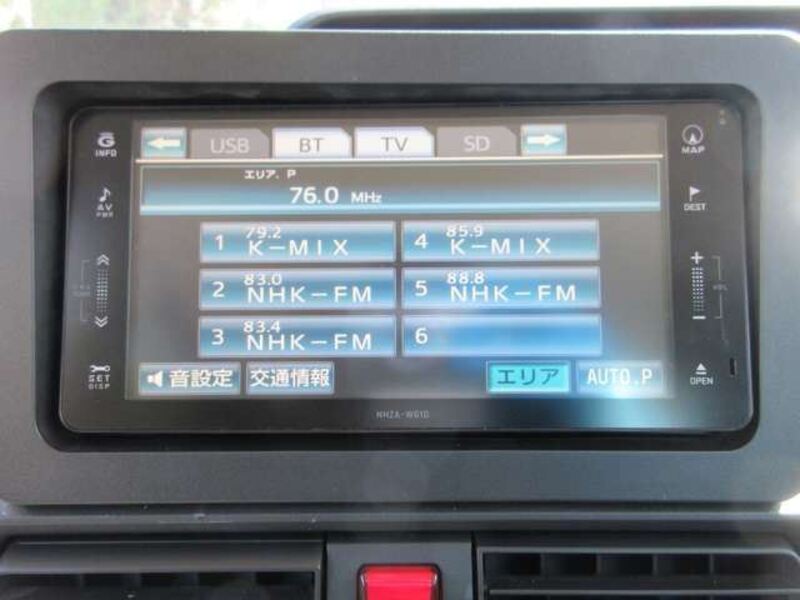 INFO
USB BT TV SD
MAP
エリア. P
76.0 MHz
AV
DEST
1 79.2 K-MIX
4 85.9 K-MIX
2 83.0 NHK-FM
5 88.8 NHK-FM
3 83.4 NHK-FM
6
+
VOL
−
SET
DISP
音設定 交通情報 エリア AUTO.P
OPEN
NHZA-W61G